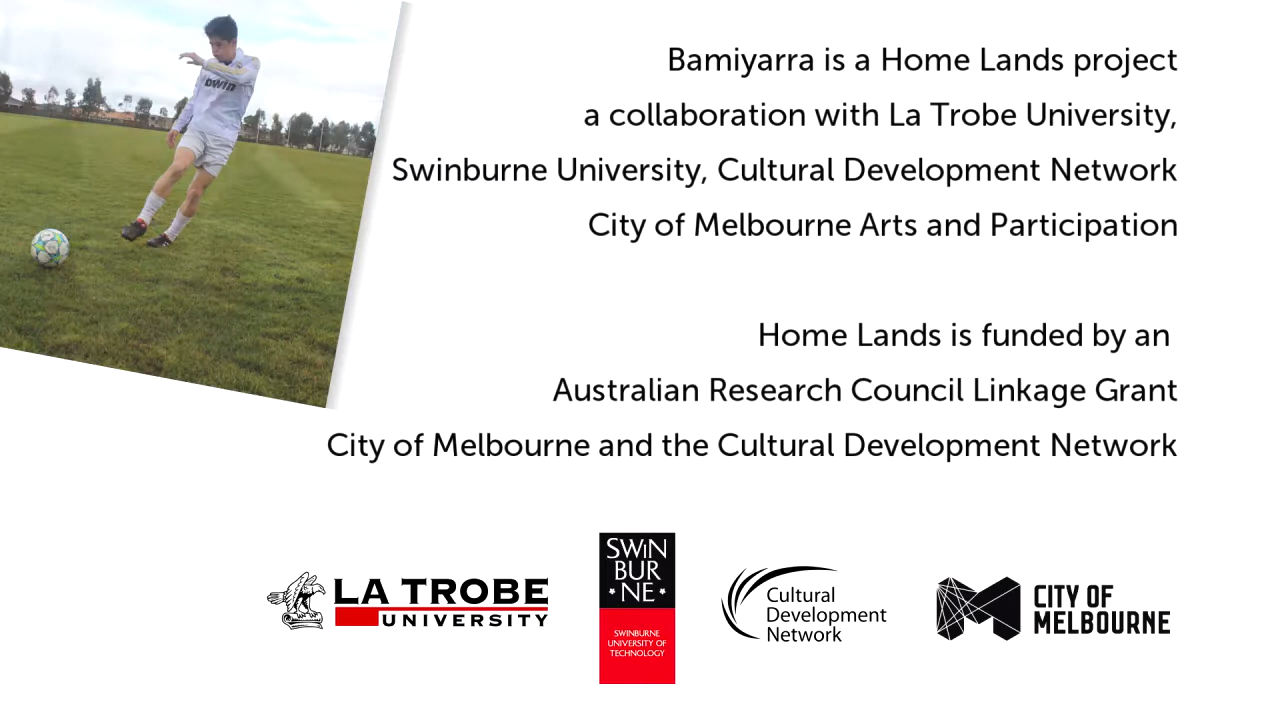 Bamiyarra is a Home Lands project
a collaboration with La Trobe University,
Swinburne University, Cultural Development Network
City of Melbourne Arts and Participation
Home Lands is funded by an
Australian Research Council Linkage Grant
City of Melbourne and the Cultural Development Network
bwin
LA TROBE
UNIVERSITY
SWIN
BUR
NE
SWINBURNE
UNIVERSITY OF
TECHNOLOGY
Cultural
Development
Network
CITY OF
MELBOURNE